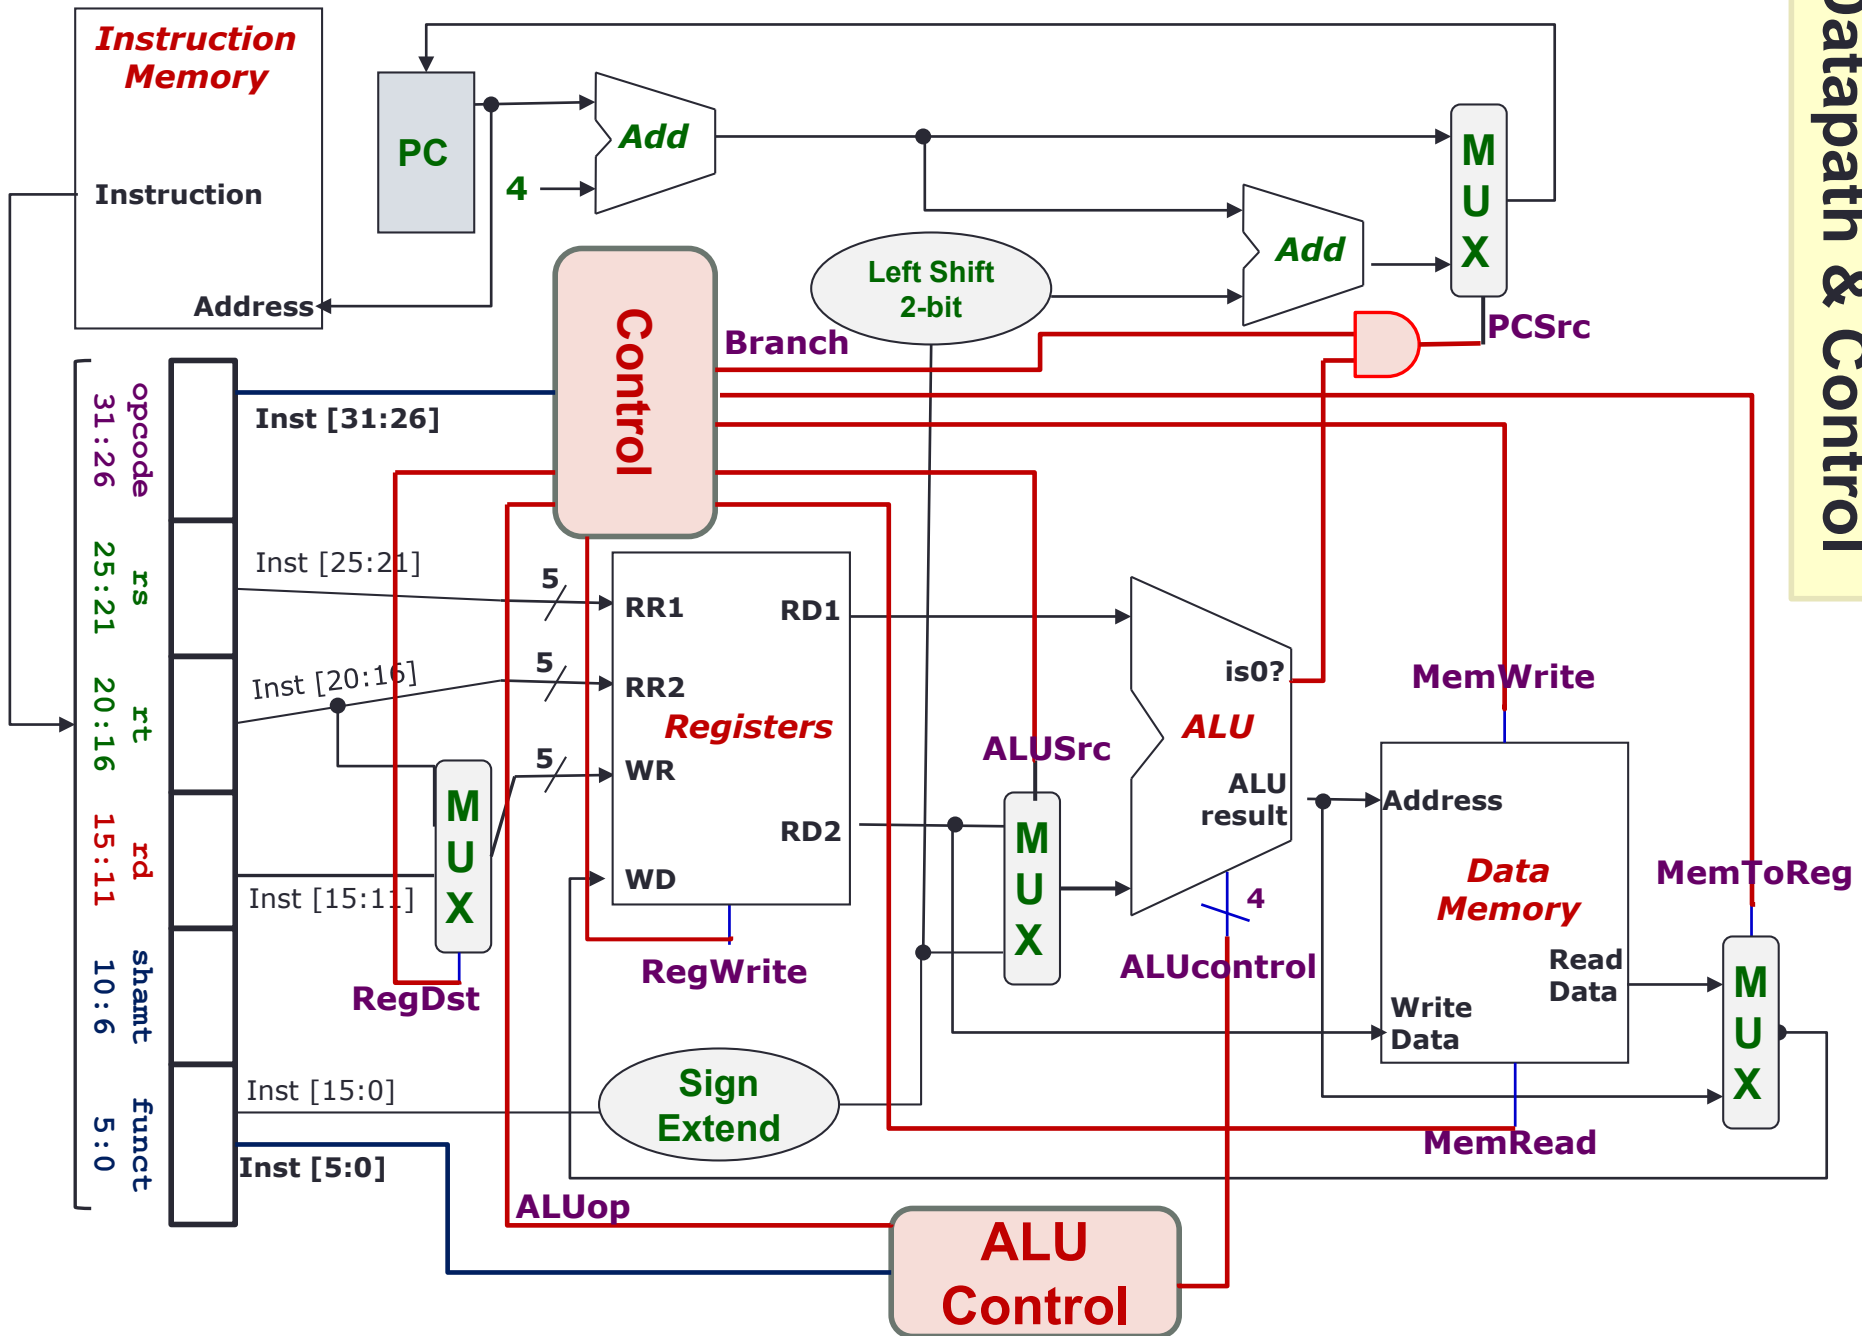 Datapath & Control
Instruction
Memory
Instruction
Address
PC
4
Add
Add
M
U
X
PCSrc
Left Shift
2-bit
Control
Branch
opcode
31:26
Inst [31:26]
rs
25:21
Inst [25:21]
5
rt
20:16
Inst [20:16]
5
rd
15:11
Inst [15:11]
5
shamt
10:6
funct
5:0
Inst [15:0]
Inst [5:0]
M
U
X
RegDst
RR1
RR2
WR
WD
RD1
RD2
Registers
RegWrite
Sign
Extend
ALUSrc
M
U
X
is0?
ALU
ALU
result
4
ALUcontrol
MemWrite
Address
Data
Memory
Read
Data
Write
Data
MemRead
MemToReg
M
U
X
ALUop
ALU
Control